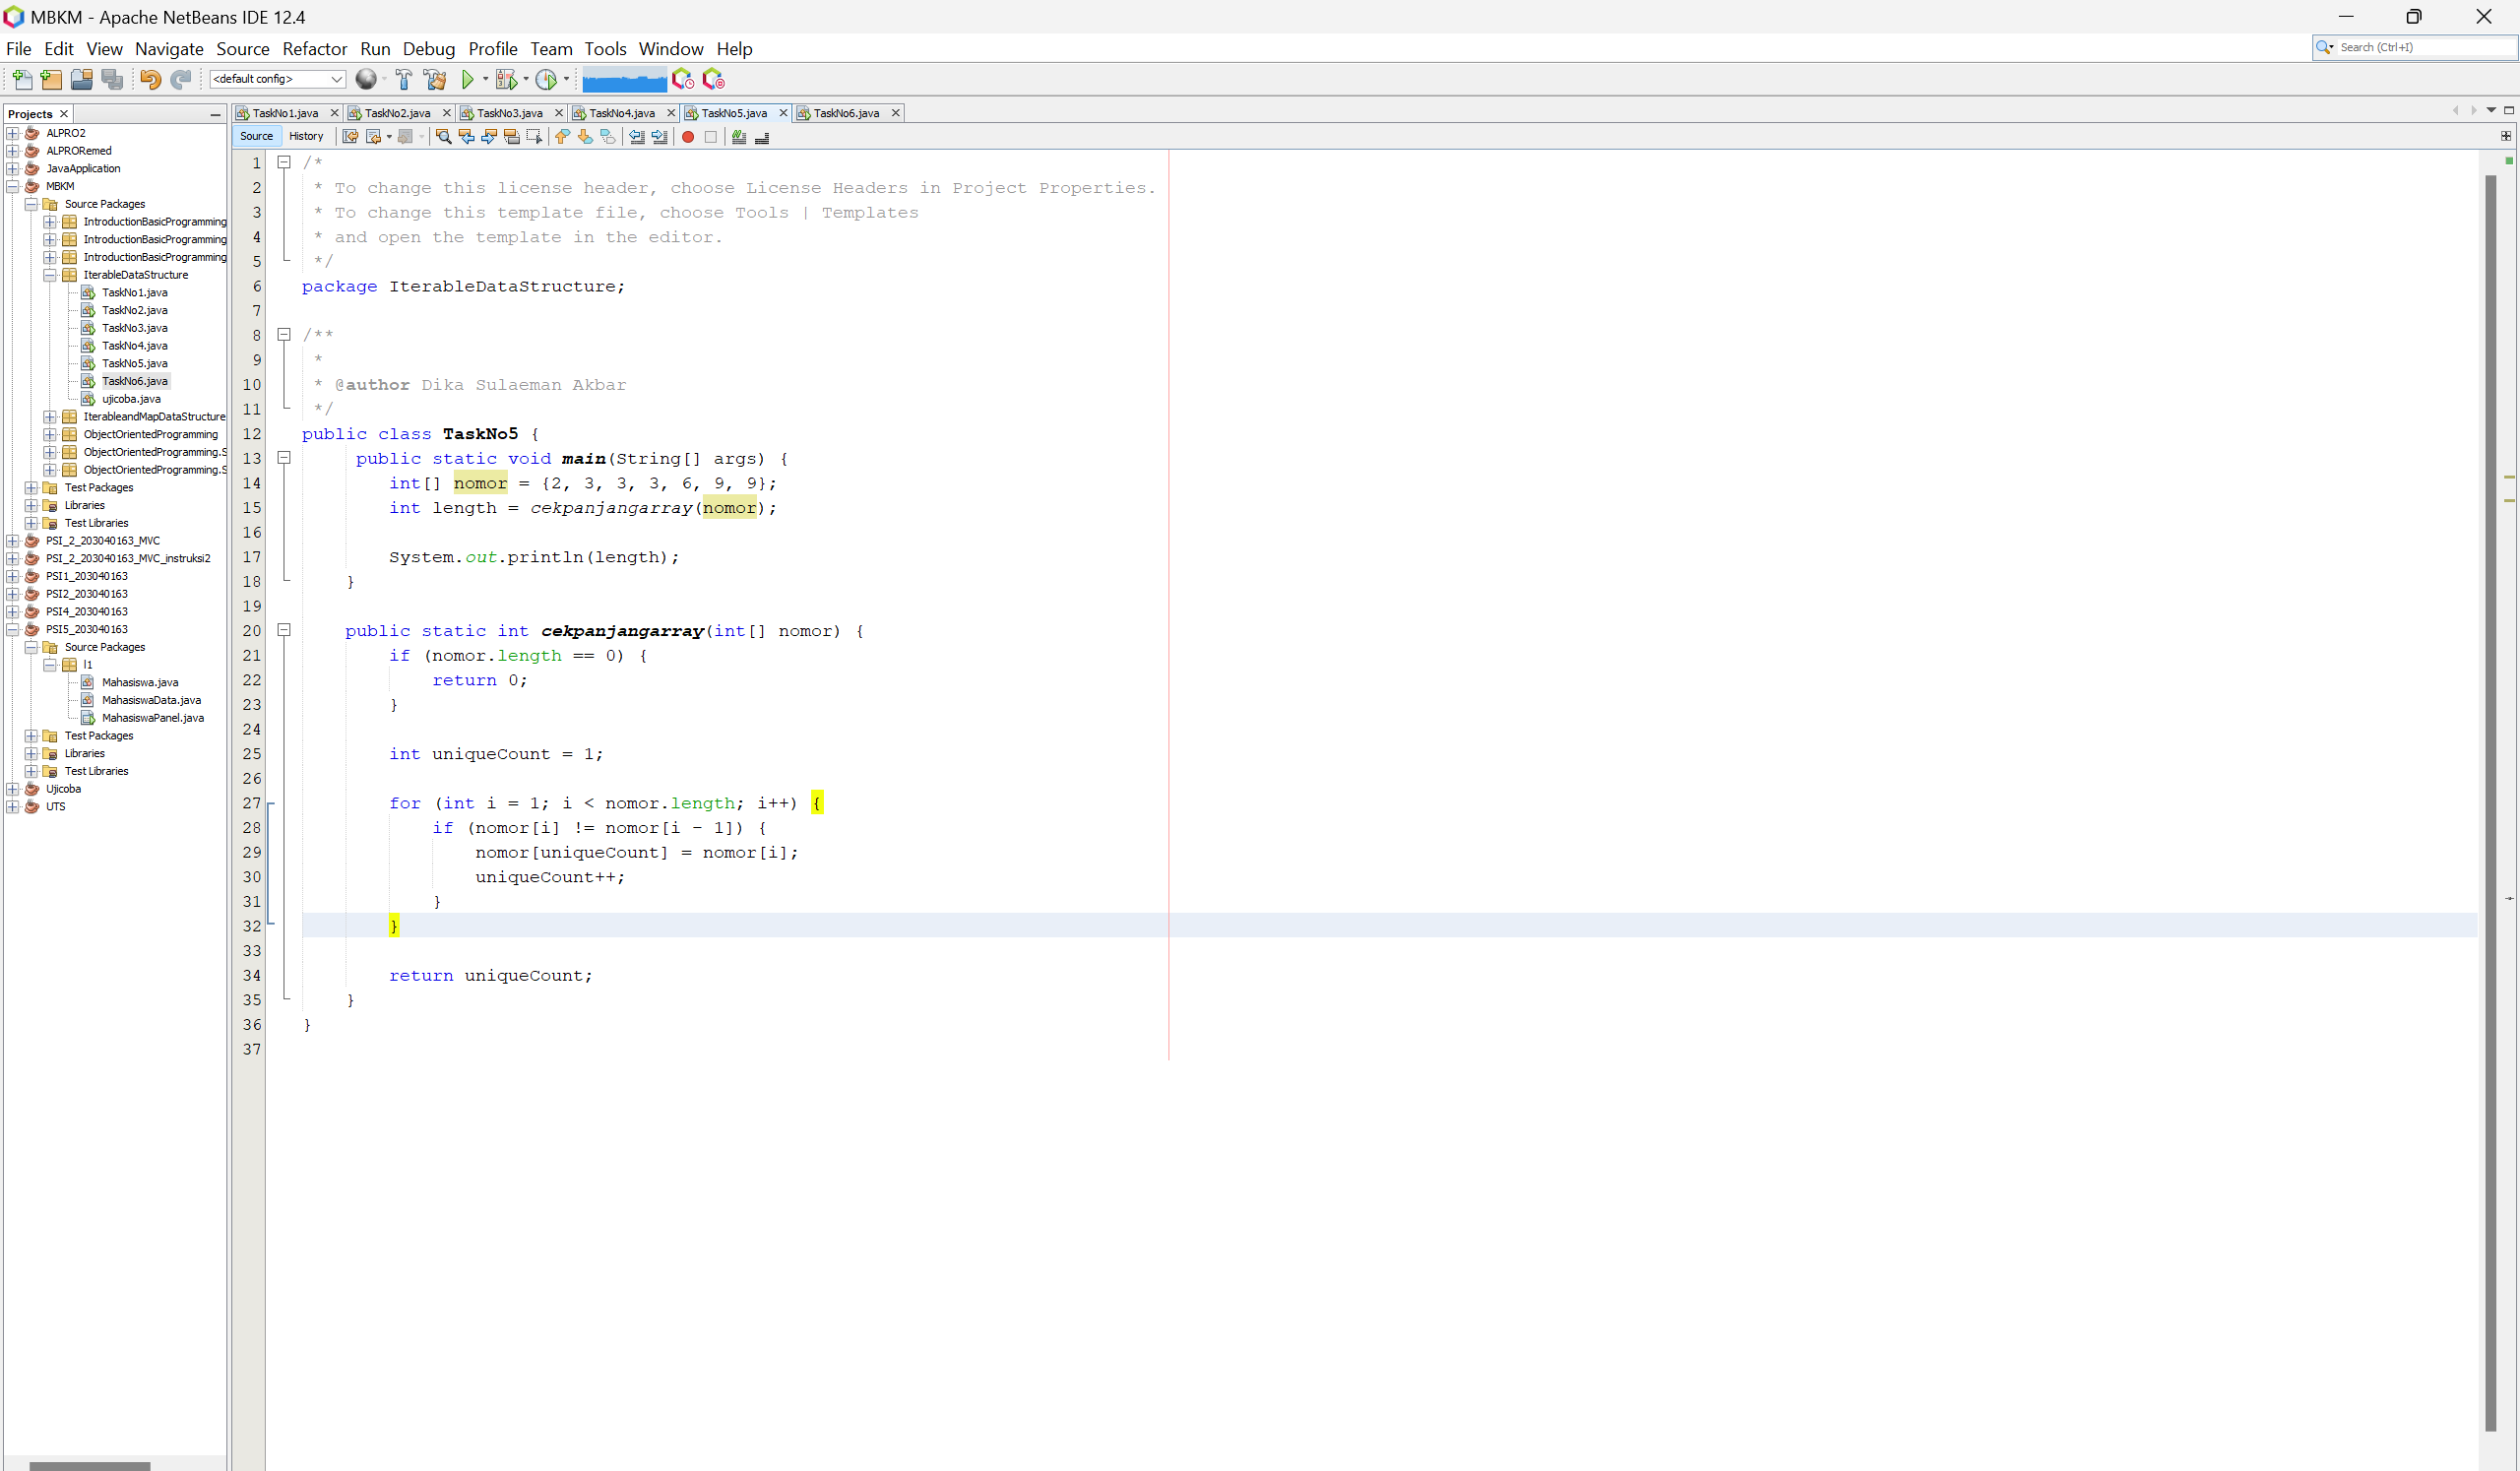 MBKM - Apache NetBeans IDE 12.4
File Edit View Navigate Source Refactor Run Debug Profile Team Tools Window Help
Search (Ctrl+I)
<default config>
Projects
TaskNo1.java TaskNo2.java TaskNo3.java TaskNo4.java TaskNo5.java TaskNo6.java
Source History
ALPRO2
ALPRORemed
JavaApplication
MBKM
Source Packages
IntroductionBasicProgramming
IntroductionBasicProgramming
IntroductionBasicProgramming
IterableDataStructure
TaskNo1.java
TaskNo2.java
TaskNo3.java
TaskNo4.java
TaskNo5.java
TaskNo6.java
ujicoba.java
IterableandMapDataStructure
ObjectOrientedProgramming
ObjectOrientedProgramming.S
ObjectOrientedProgramming.S
Test Packages
Libraries
Test Libraries
PSI_2_203040163_MVC
PSI_2_203040163_MVC_instruksi2
PSI1_203040163
PSI2_203040163
PSI4_203040163
PSI5_203040163
Source Packages
l1
Mahasiswa.java
MahasiswaData.java
MahasiswaPanel.java
Test Packages
Libraries
Test Libraries
Ujicoba
UTS
1 /*
2 * To change this license header, choose License Headers in Project Properties.
3 * To change this template file, choose Tools | Templates
4 * and open the template in the editor.
5 */
6 package IterableDataStructure;
7
8 /**
9 *
10 * @author Dika Sulaeman Akbar
11 */
12 public class TaskNo5 {
13 public static void main(String[] args) {
14 int[] nomor = {2, 3, 3, 3, 6, 9, 9};
15 int length = cekpanjangarray(nomor);
16
17 System.out.println(length);
18 }
19
20 public static int cekpanjangarray(int[] nomor) {
21 if (nomor.length == 0) {
22 return 0;
23 }
24
25 int uniqueCount = 1;
26
27 for (int i = 1; i < nomor.length; i++) {
28 if (nomor[i] != nomor[i - 1]) {
29 nomor[uniqueCount] = nomor[i];
30 uniqueCount++;
31 }
32 }
33
34 return uniqueCount;
35 }
36 }
37